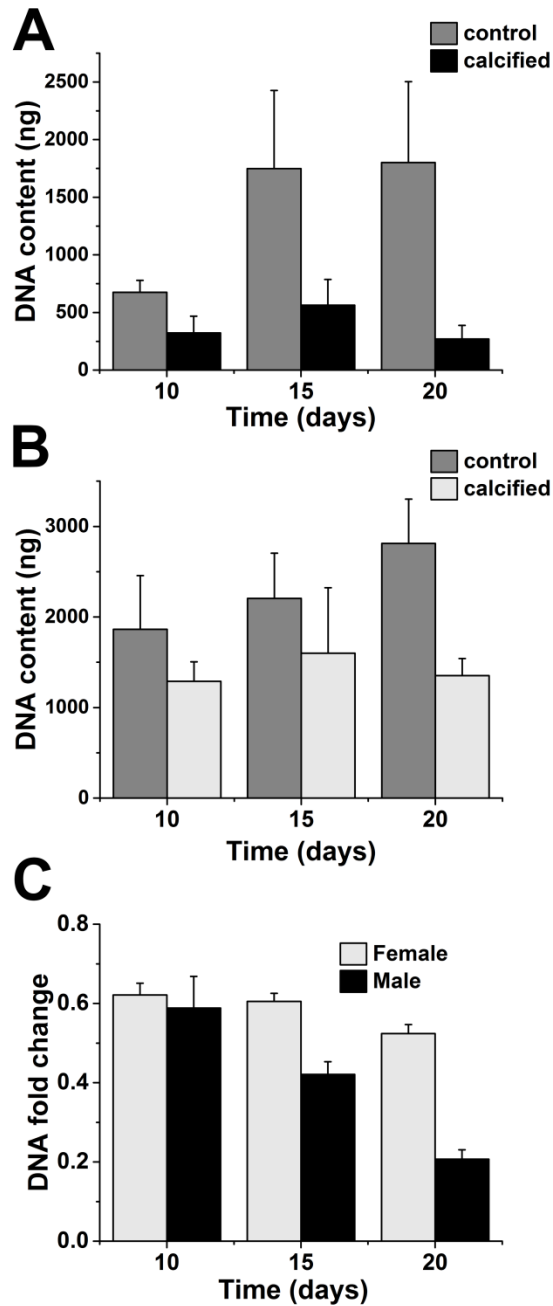 A
control
calcified
2500
2000
1500
1000
500
0
DNA content (ng)
10 15 20
Time (days)
B
control
calcified
3000
2000
1000
0
DNA content (ng)
10 15 20
Time (days)
C
Female
Male
0.8
0.6
0.4
0.2
0.0
DNA fold change
10 15 20
Time (days)